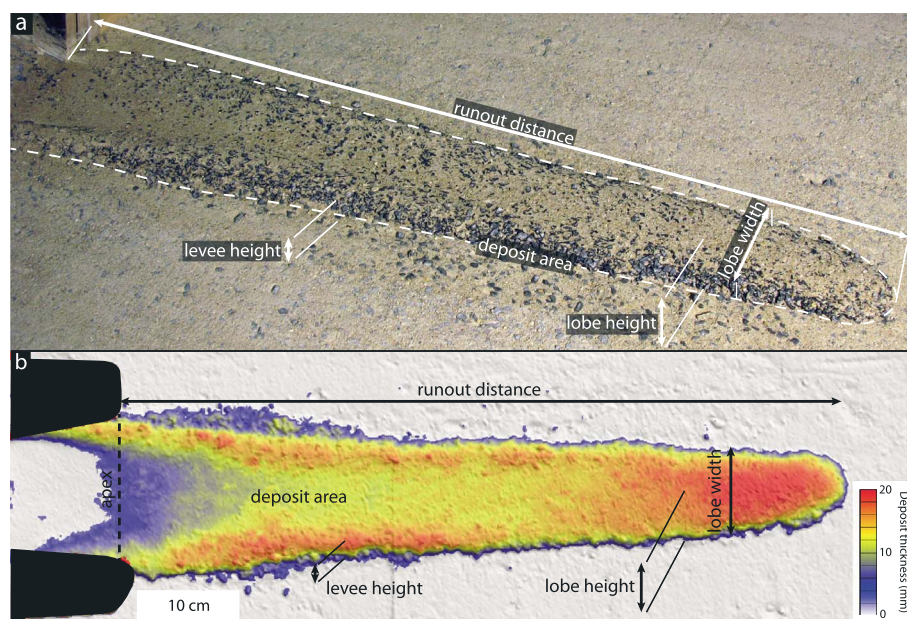 a
runout distance
lobe width
levee height
deposit area
lobe height
b
runout distance
apex
deposit area
lobe width
levee height
lobe height
10 cm
20
10
0
Deposit thickness (mm)